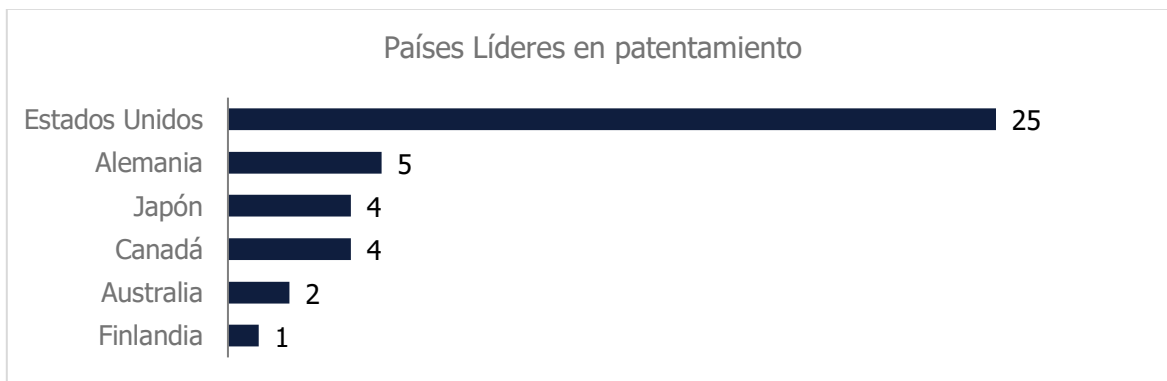 Países Líderes en patentamiento
Estados Unidos 25
Alemania 5
Japón 4
Canadá 4
Australia 2
Finlandia 1